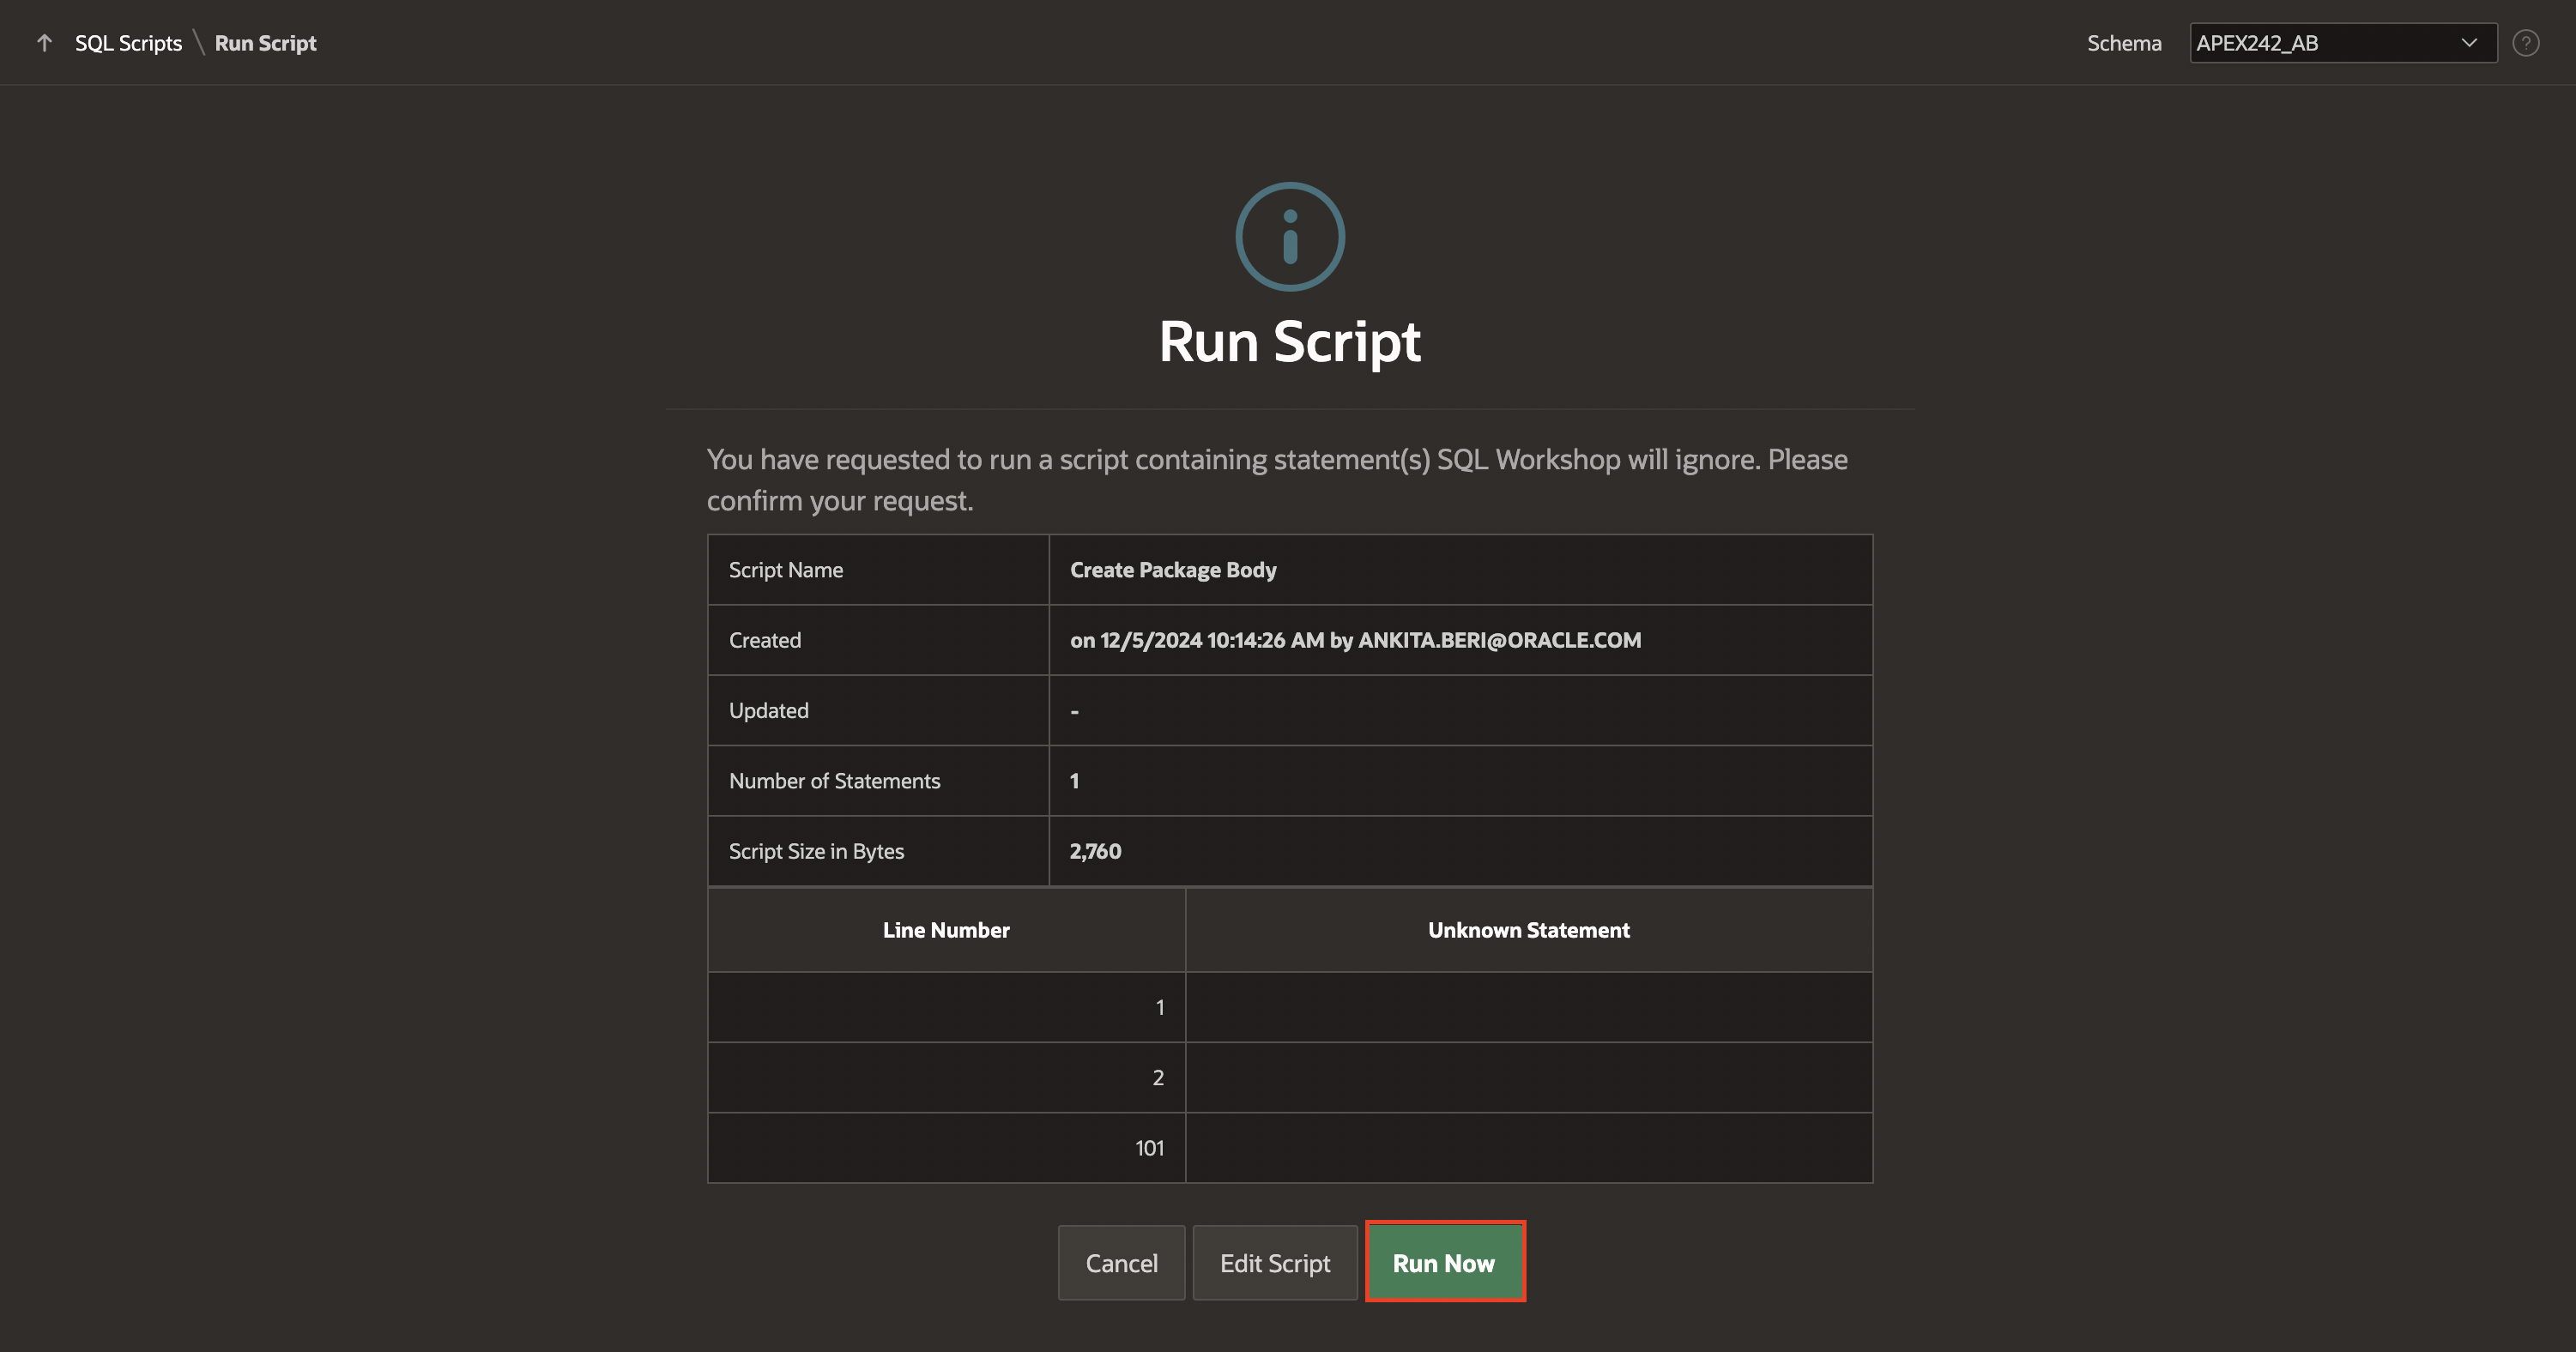 SQL Scripts \ Run Script
Schema APEX242_AB ?
Run Script
You have requested to run a script containing statement(s) SQL Workshop will ignore. Please
confirm your request.
Script Name Create Package Body
Created on 12/5/2024 10:14:26 AM by ANKITA.BERI@ORACLE.COM
Updated -
Number of Statements 1
Script Size in Bytes 2,760
Line Number Unknown Statement
1
2
101
Cancel Edit Script Run Now